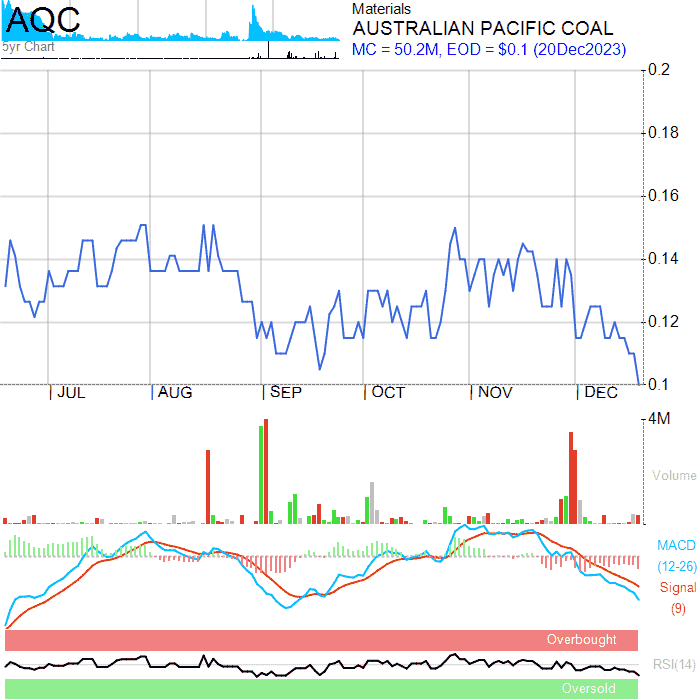 AQC
5yr Chart
Materials
AUSTRALIAN PACIFIC COAL
MC = 50.2M, EOD = $0.1 (20Dec2023)
0.2
0.18
0.16
0.14
0.12
0.1
JUL AUG SEP OCT NOV DEC
4M
Volume
MACD
(12-26)
Signal
(9)
Overbought
RSI(14)
Oversold